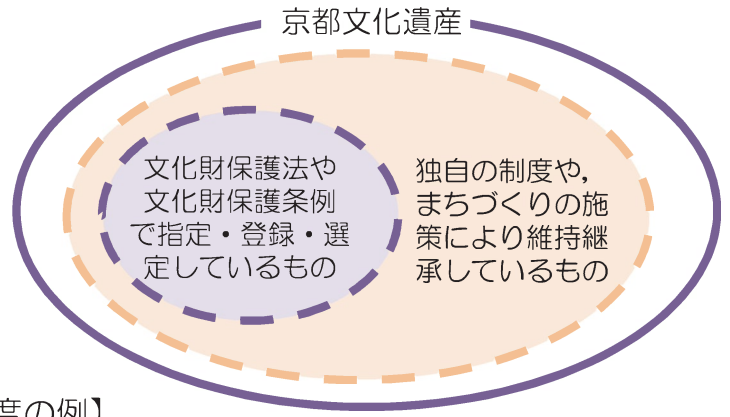 京都文化遺産
文化財保護法や
文化財保護条例
で指定・登録・選
定しているもの
独自の制度や,
まちづくりの施
策により維持継
承しているもの
度の例】